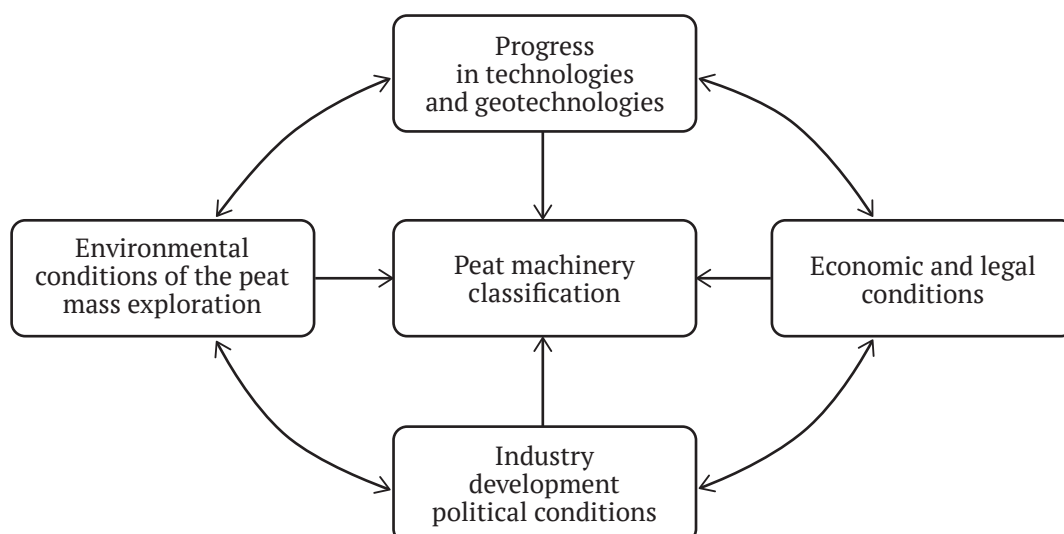 Progress
in technologies
and geotechnologies
Environmental
conditions of the peat
mass exploration
Peat machinery
classification
Economic and legal
conditions
Industry
development
political conditions